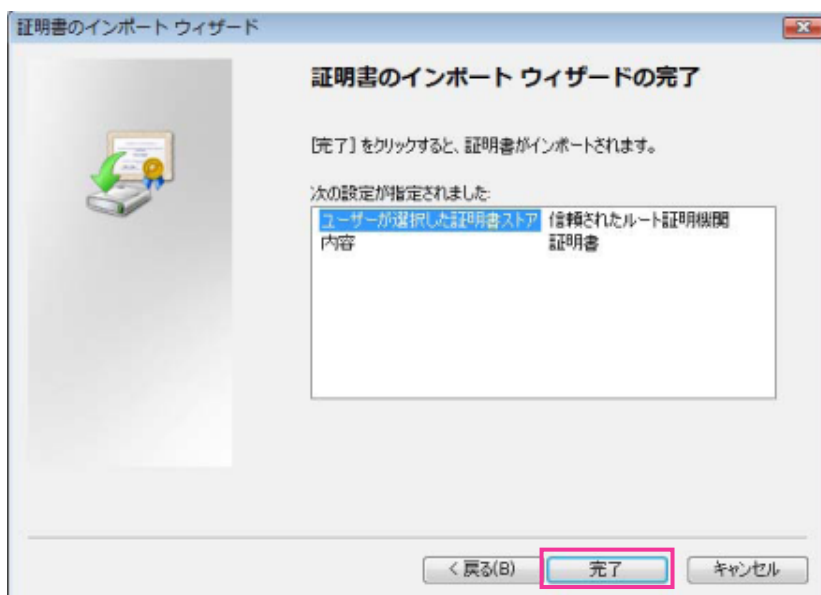 証明書のインポート ウィザード
証明書のインポート ウィザードの完了
[完了] をクリックすると、証明書がインポートされます。
次の設定が指定されました:
ユーザーが選択した証明書ストア 信頼されたルート証明機関
内容 証明書
< 戻る(B) 完了 キャンセル